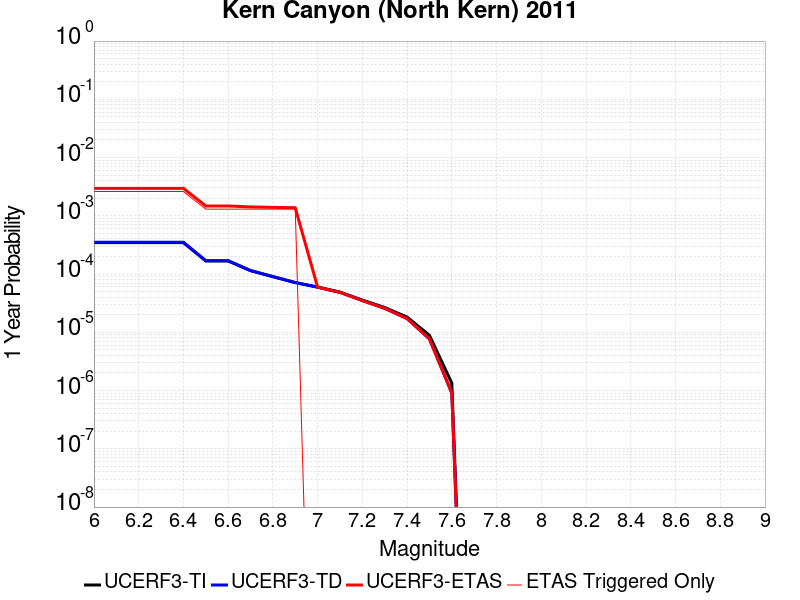 Kern Canyon (North Kern) 2011
1 Year Probability
10^0
10^-1
10^-2
10^-3
10^-4
10^-5
10^-6
10^-7
10^-8
6 6.2 6.4 6.6 6.8 7 7.2 7.4 7.6 7.8 8 8.2 8.4 8.6 8.8 9
Magnitude
UCERF3-TI UCERF3-TD UCERF3-ETAS ETAS Triggered Only